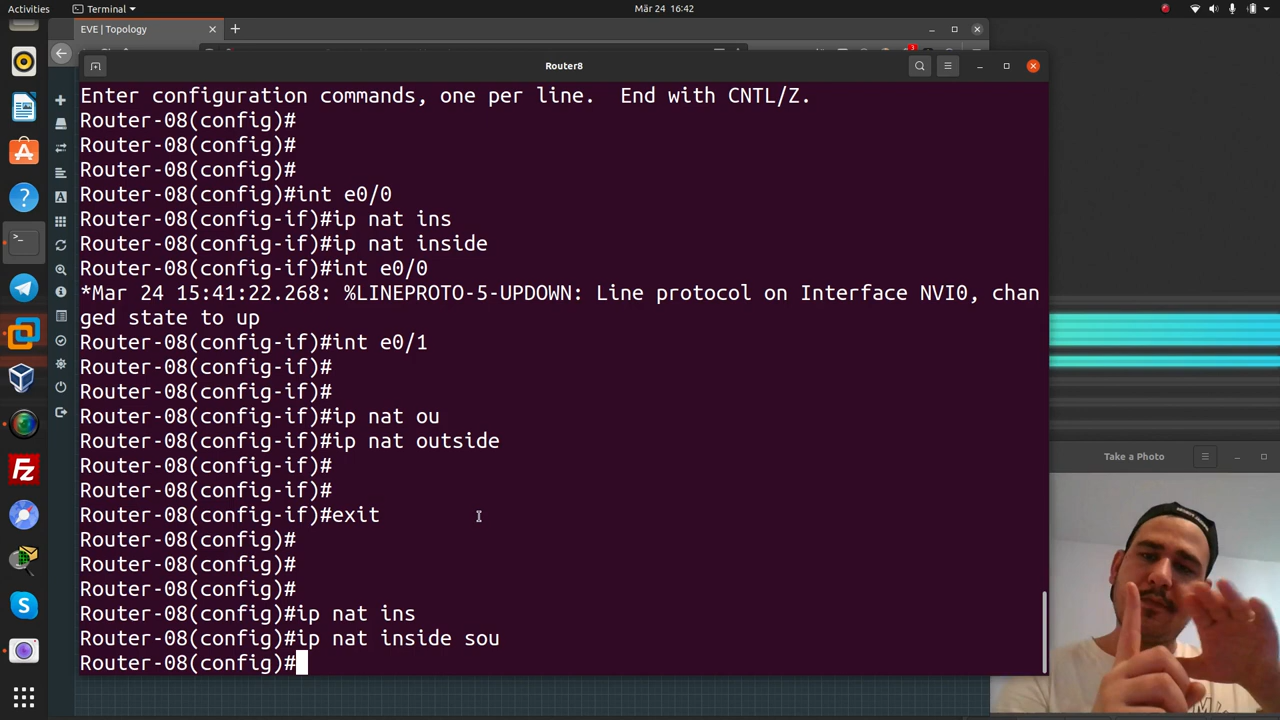 Activities
Terminal
Mär 24 16:42
EVE | Topology
3
Router8
Enter configuration commands, one per line.  End with CNTL/Z.
Router-08(config)#
Router-08(config)#
Router-08(config)#
Router-08(config)#int e0/0
Router-08(config-if)#ip nat ins
Router-08(config-if)#ip nat inside
Router-08(config-if)#int e0/0
*Mar 24 15:41:22.268: %LINEPROTO-5-UPDOWN: Line protocol on Interface NVI0, chan
ged state to up
Router-08(config-if)#int e0/1
Router-08(config-if)#
Router-08(config-if)#
Router-08(config-if)#ip nat ou
Router-08(config-if)#ip nat outside
Router-08(config-if)#
Router-08(config-if)#
Router-08(config-if)#exit
Router-08(config)#
Router-08(config)#
Router-08(config)#
Router-08(config)#ip nat ins
Router-08(config)#ip nat inside sou
Router-08(config)#
Take a Photo